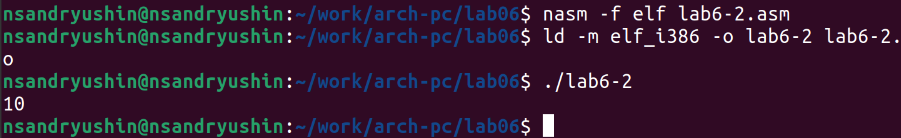 nsandryushin@nsandryushin:~/work/arch-pc/lab06$ nasm -f elf lab6-2.asm
nsandryushin@nsandryushin:~/work/arch-pc/lab06$ ld -m elf_i386 -o lab6-2 lab6-2.
o
nsandryushin@nsandryushin:~/work/arch-pc/lab06$ ./lab6-2
10
nsandryushin@nsandryushin:~/work/arch-pc/lab06$